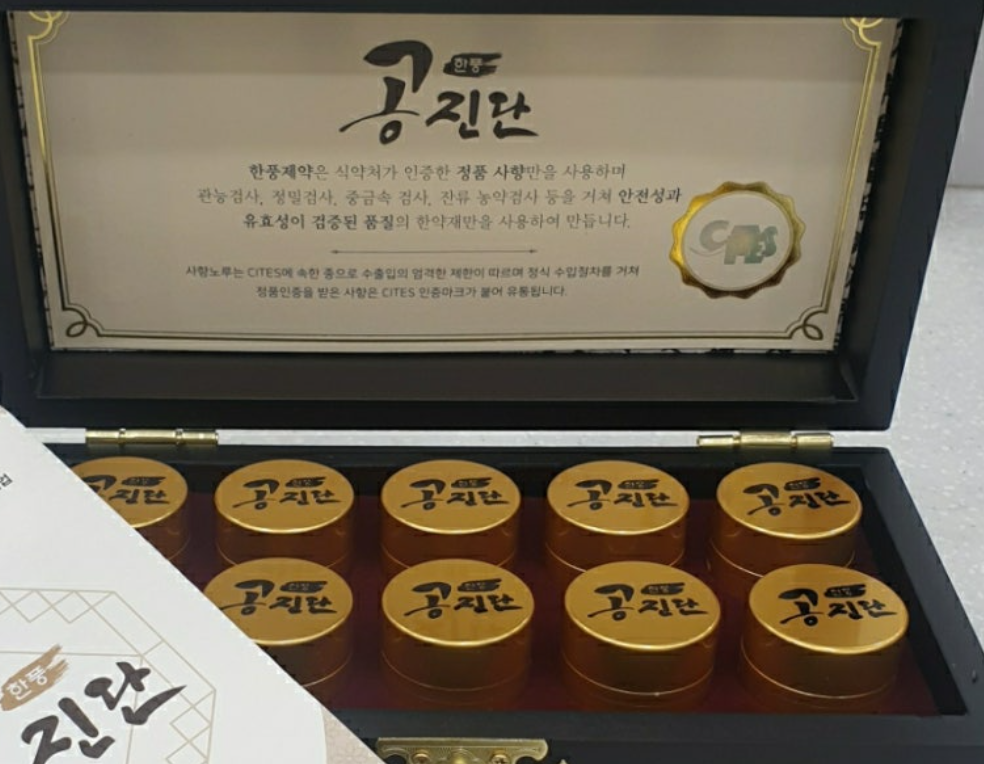 한풍
공진단
한풍제약은 식약처가 인증한 정품 사향만을 사용하며
관능검사, 정밀검사, 중금속 검사, 잔류 농약검사 등을 거쳐 안전성과
유효성이 검증된 품질의 한약재만을 사용하여 만듭니다.
CITES
사향노루는 CITES에 속한 종으로 수출입의 엄격한 제한이 따르며 정식 수입절차를 거쳐
정품인증을 받은 사향은 CITES 인증마크가 붙어 유통됩니다.
공진단
한풍
공진단
한풍
공진단
한풍
공진단
한풍
공진단
한풍
공진단
한풍
공진단
한풍
공진단
한풍
공진단
한풍
진단